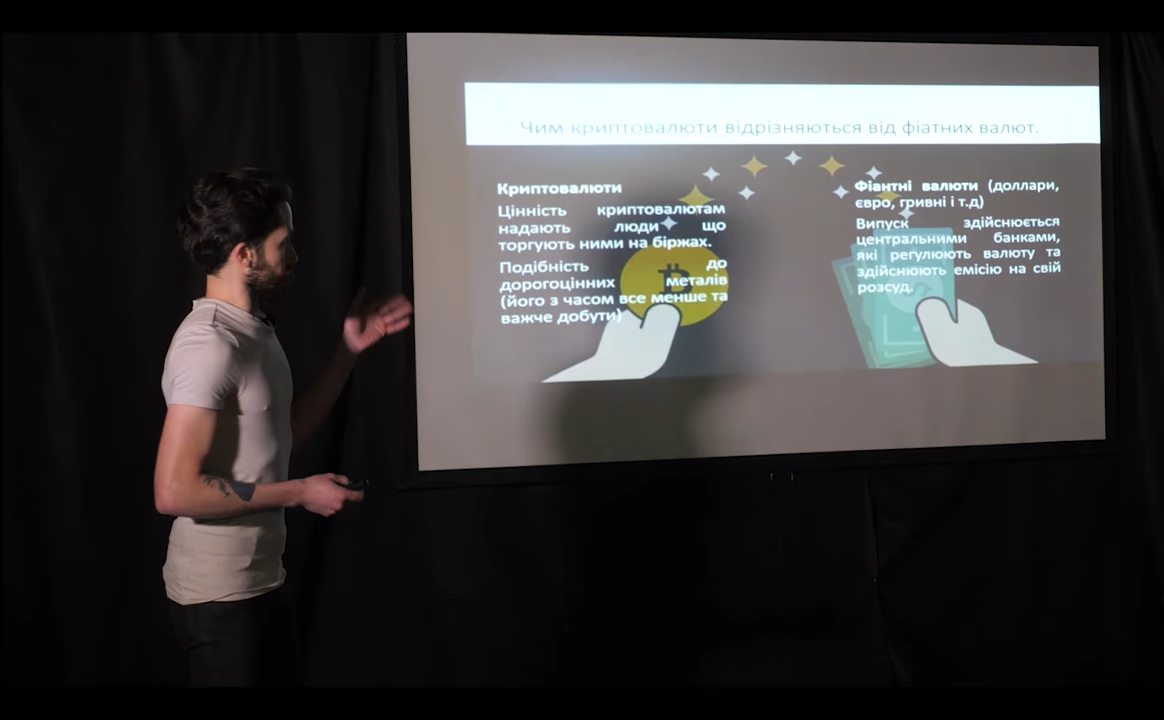 Чим криптовалюти відрізняються від фіатних валют.
Криптовалюти
Цінність криптовалютам
надають люди що
торгують ними на біржах.
Подібність до
дорогоцінних металів
(його з часом все менше та
важче добути)
Фіантні валюти (доллари,
євро, гривні і т.д)
Випуск здійснюється
центральними банками,
які регулюють валюту та
здійснюють емісію на свій
розсуд.